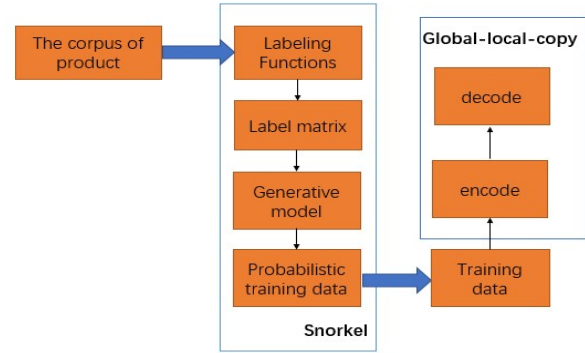 The corpus of
product
Labeling
Functions
Label matrix
Generative
model
Probabilistic
training data
Snorkel
Global-local-copy
decode
encode
Training
data